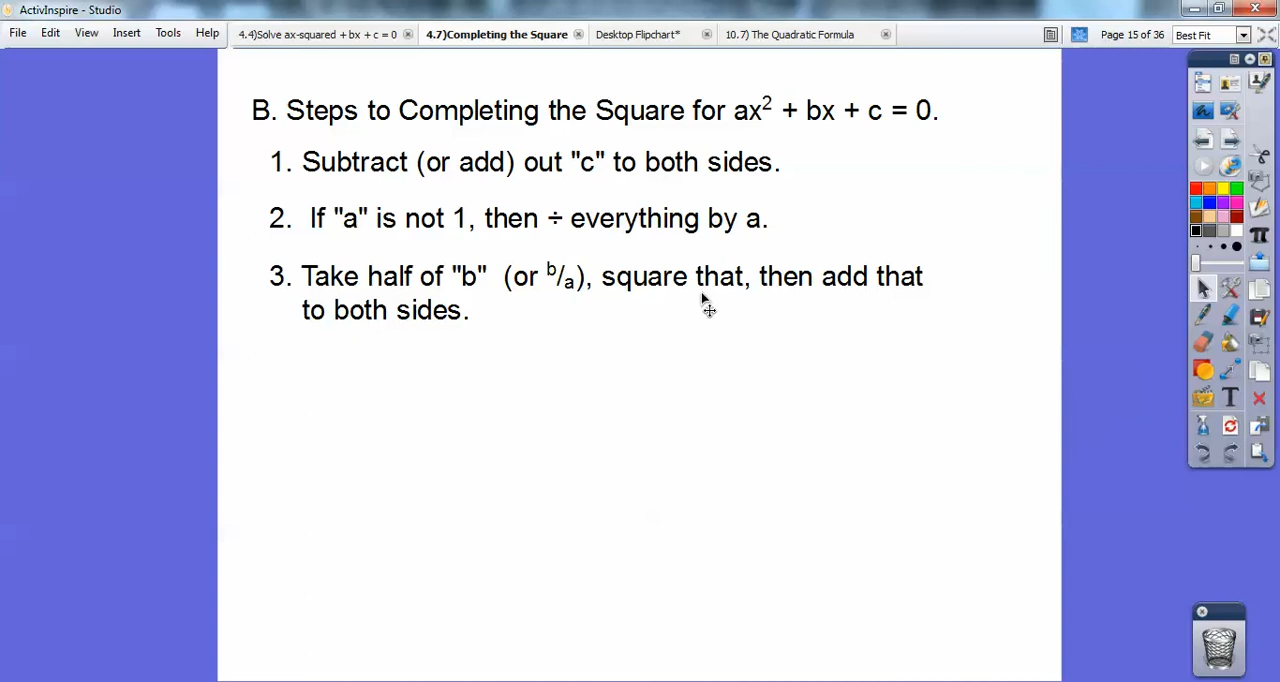 ActivInspire - Studio
File Edit View Insert Tools Help
4.4)Solve ax-squared + bx + c = 0
4.7)Completing the Square
Desktop Flipchart*
10.7) The Quadratic Formula
Page 15 of 36
Best Fit
B. Steps to Completing the Square for ax² + bx + c = 0.
1. Subtract (or add) out "c" to both sides.
2. If "a" is not 1, then ÷ everything by a.
3. Take half of "b" (or ᵇ/ₐ), square that, then add that
to both sides.